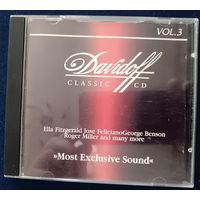 VOL.3
Davidoff
CLASSIC CD
Ella Fitzgerald Jose FelicianoGeorge Benson
Roger Miller and many more
»Most Exclusive Sound«